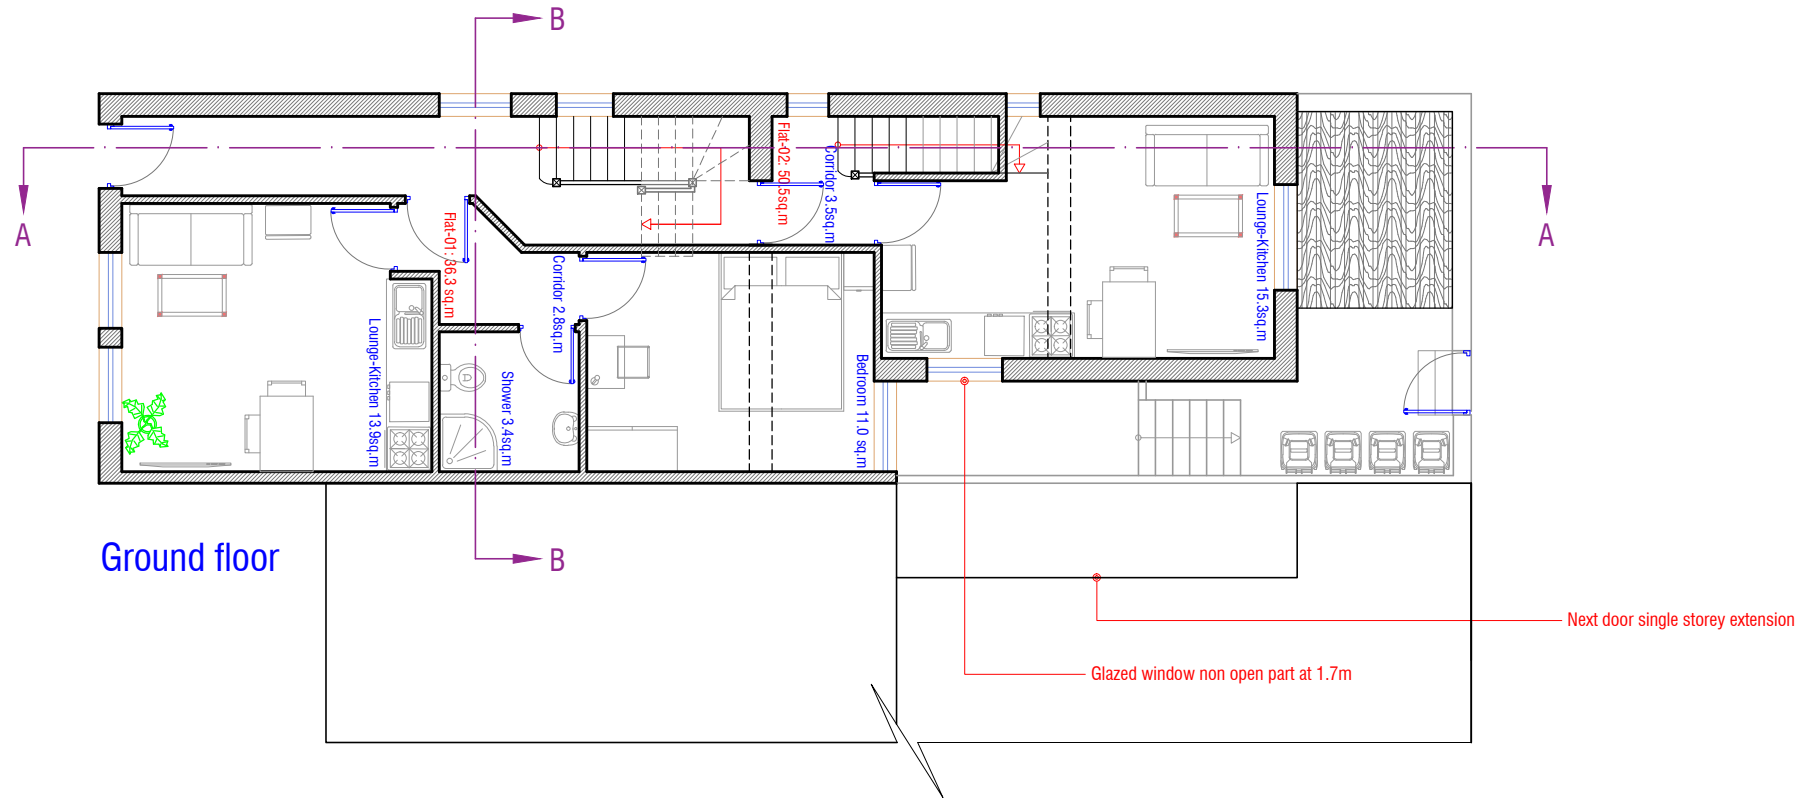 B
A
A
Flat-01: 36.3 sq.m
Flat-02: 50.5sq.m
Corridor 3.5sq.m
Lounge-Kitchen 15.3sq.m
Lounge-Kitchen 13.9sq.m
Corridor 2.8sq.m
Shower 3.4sq.m
Bedroom 11.0 sq.m
Ground floor
B
Next door single storey extension
Glazed window non open part at 1.7m